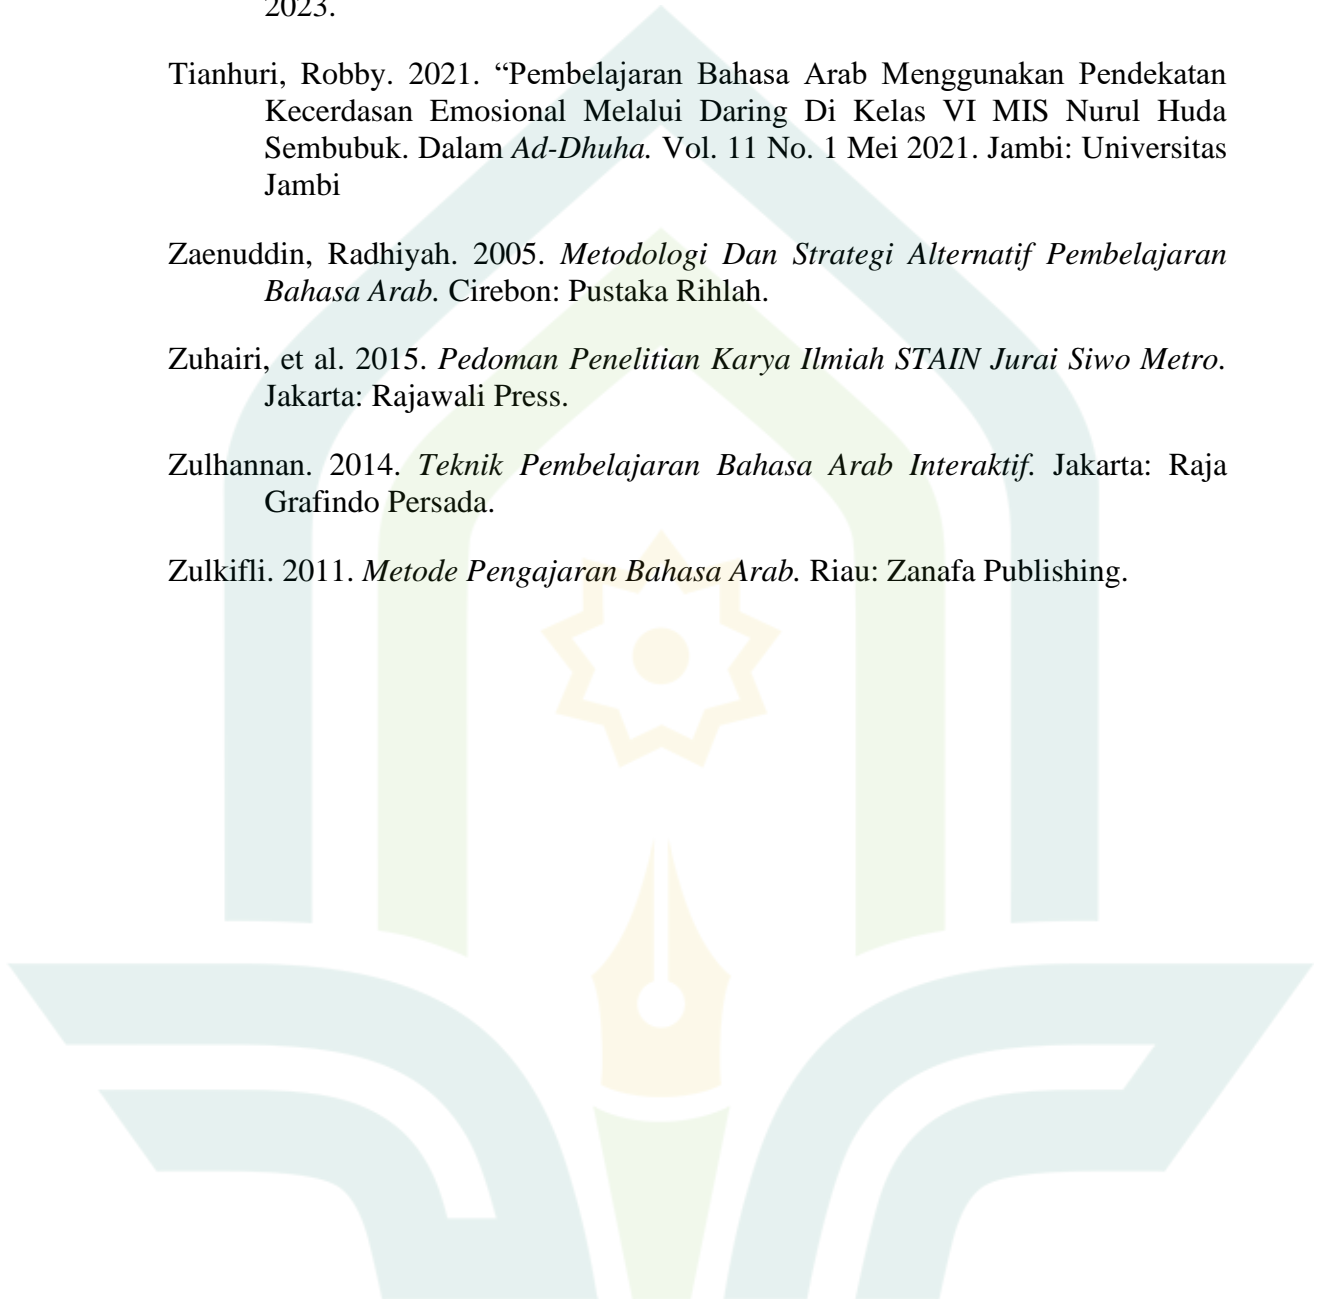 2023.
Tianhuri, Robby. 2021. “Pembelajaran Bahasa Arab Menggunakan Pendekatan
Kecerdasan Emosional Melalui Daring Di Kelas VI MIS Nurul Huda
Sembubuk. Dalam Ad-Dhuha. Vol. 11 No. 1 Mei 2021. Jambi: Universitas
Jambi
Zaenuddin, Radhiyah. 2005. Metodologi Dan Strategi Alternatif Pembelajaran
Bahasa Arab. Cirebon: Pustaka Rihlah.
Zuhairi, et al. 2015. Pedoman Penelitian Karya Ilmiah STAIN Jurai Siwo Metro.
Jakarta: Rajawali Press.
Zulhannan. 2014. Teknik Pembelajaran Bahasa Arab Interaktif. Jakarta: Raja
Grafindo Persada.
Zulkifli. 2011. Metode Pengajaran Bahasa Arab. Riau: Zanafa Publishing.